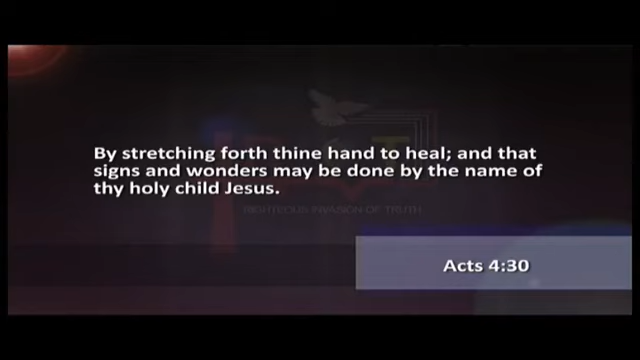 By stretching forth thine hand to heal; and that
signs and wonders may be done by the name of
thy holy child Jesus.
RIGHTEOUS INVASION OF TRUTH
Acts 4:30